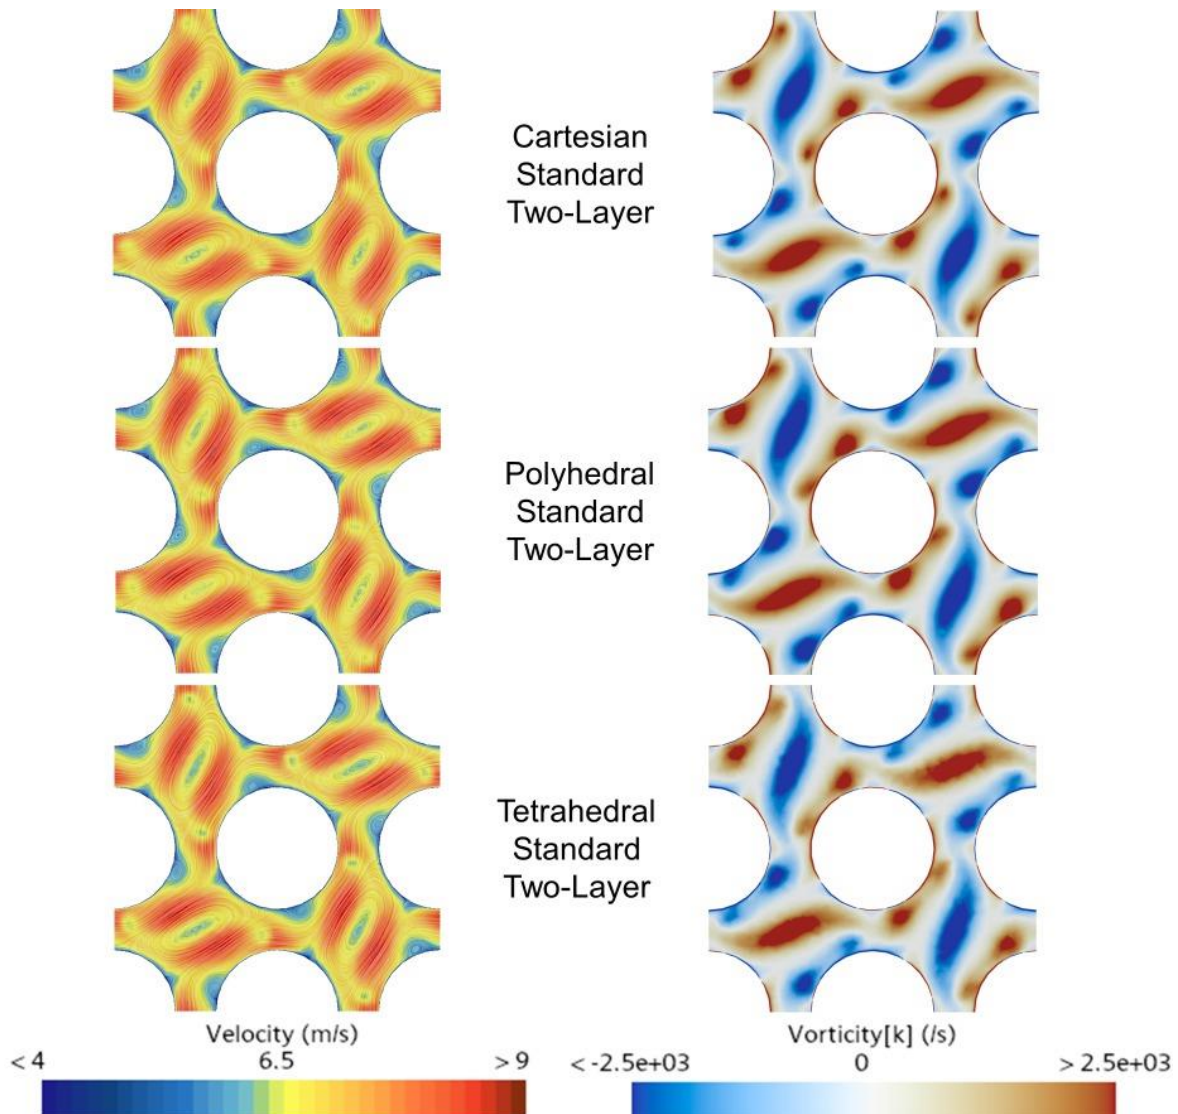 Cartesian
Standard
Two-Layer
Polyhedral
Standard
Two-Layer
Tetrahedral
Standard
Two-Layer
Velocity (m/s)
< 4 6.5 > 9
Vorticity[k] (/s)
< -2.5e+03 0 > 2.5e+03